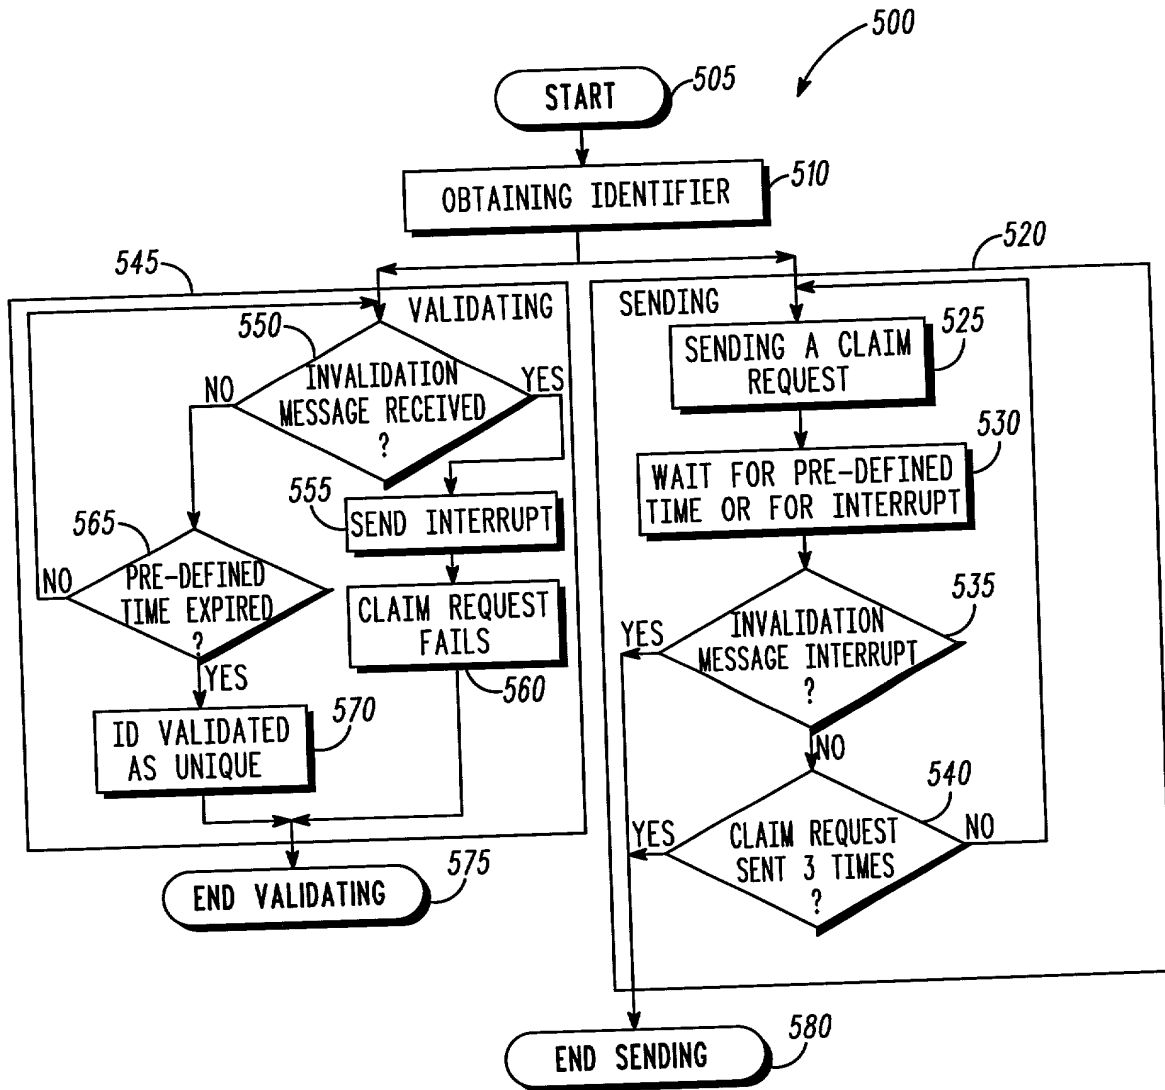 500
START
505
OBTAINING IDENTIFIER
510
545
520
VALIDATING
SENDING
550
INVALIDATION
MESSAGE RECEIVED
?
NO
YES
525
SENDING A CLAIM
REQUEST
530
WAIT FOR PRE-DEFINED
TIME OR FOR INTERRUPT
555
SEND INTERRUPT
565
PRE-DEFINED
TIME EXPIRED
?
NO
YES
CLAIM REQUEST
FAILS
560
535
INVALIDATION
MESSAGE INTERRUPT
?
YES
NO
570
ID VALIDATED
AS UNIQUE
540
CLAIM REQUEST
SENT 3 TIMES
?
YES
NO
END VALIDATING
575
END SENDING
580